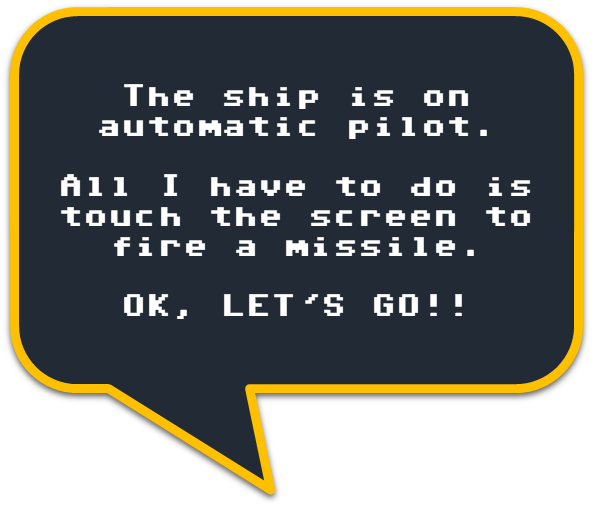 The ship is on
automatic pilot.
All I have to do is
touch the screen to
fire a missile.
OK, LET'S GO!!